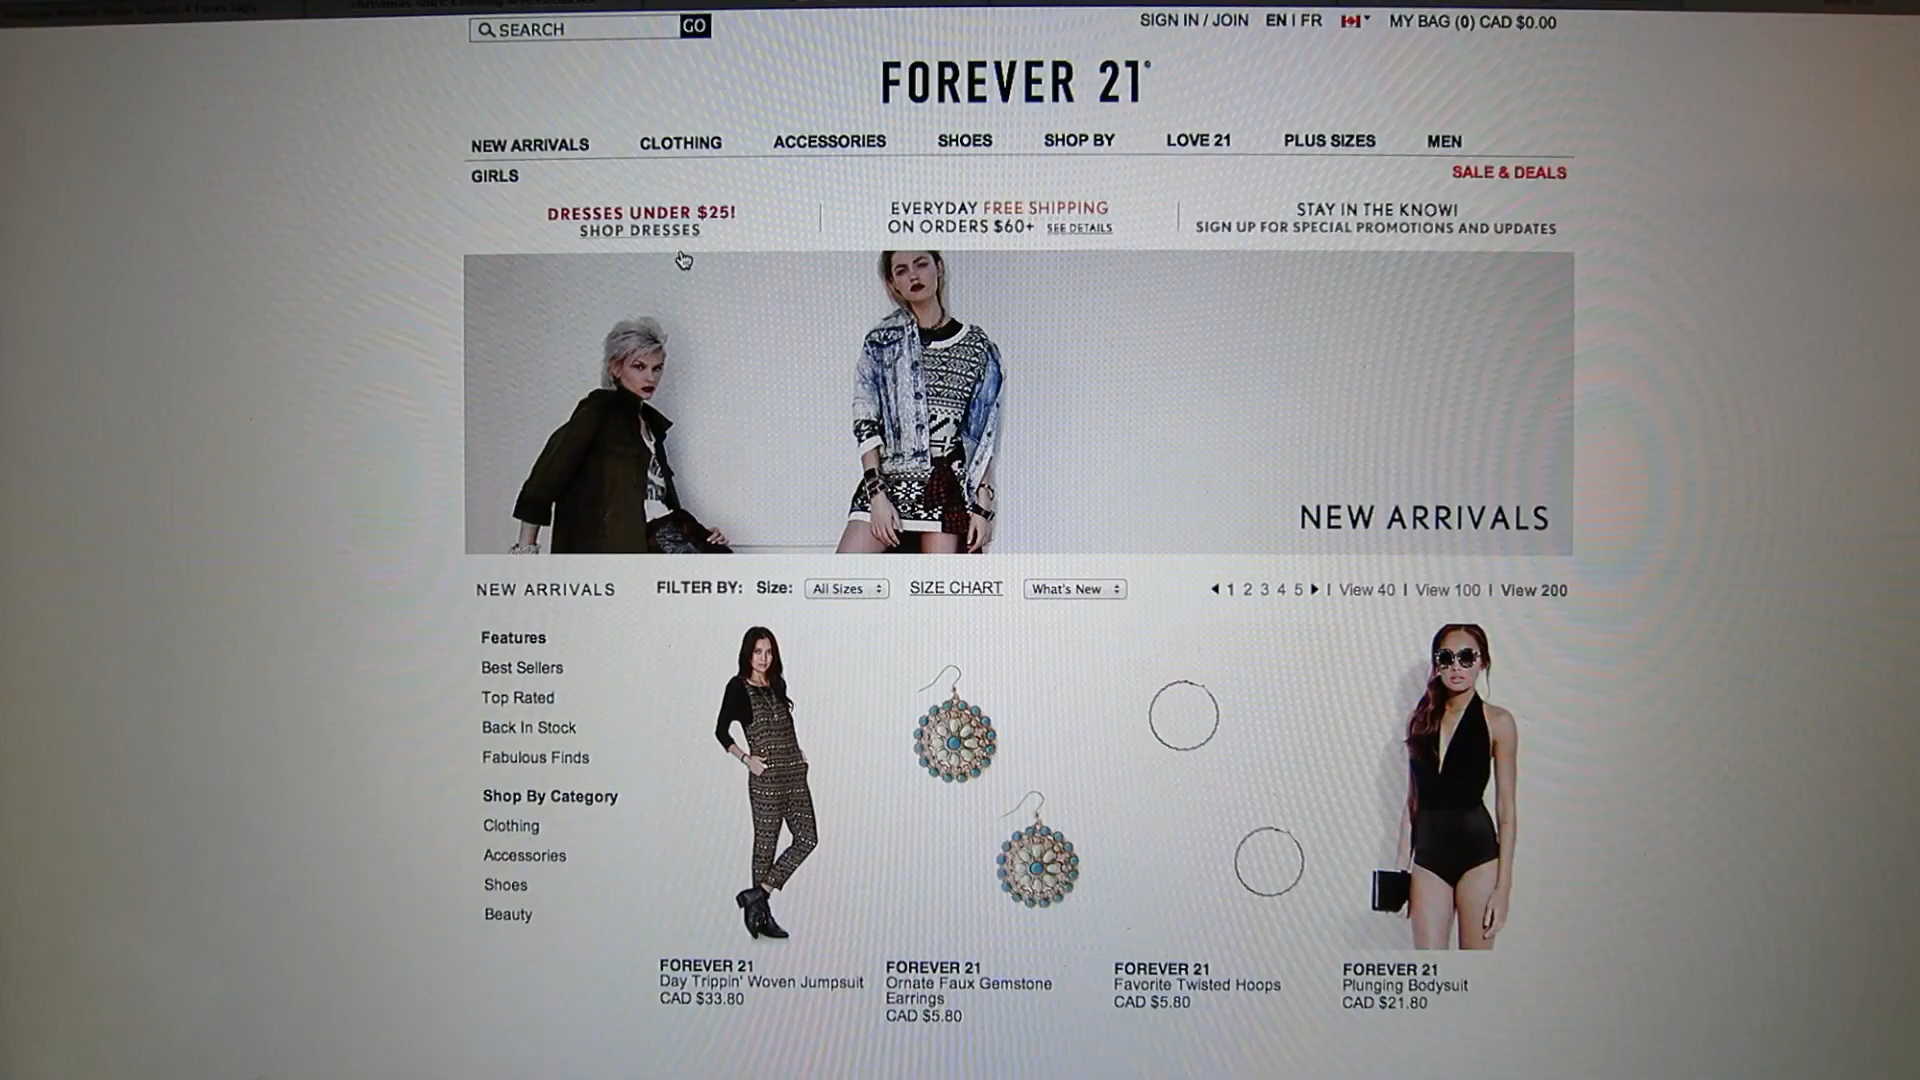 SEARCH GO
SIGN IN / JOIN EN | FR MY BAG (0) CAD $0.00
FOREVER 21
NEW ARRIVALS CLOTHING ACCESSORIES SHOES SHOP BY LOVE 21 PLUS SIZES MEN
GIRLS SALE & DEALS
DRESSES UNDER $25!
SHOP DRESSES
EVERYDAY FREE SHIPPING
ON ORDERS $60+ SEE DETAILS
STAY IN THE KNOW!
SIGN UP FOR SPECIAL PROMOTIONS AND UPDATES
NEW ARRIVALS
NEW ARRIVALS FILTER BY: Size: All Sizes SIZE CHART What's New 1 2 3 4 5 | View 40 | View 100 | View 200
Features
Best Sellers
Top Rated
Back In Stock
Fabulous Finds
Shop By Category
Clothing
Accessories
Shoes
Beauty
FOREVER 21
Day Trippin' Woven Jumpsuit
CAD $33.80
FOREVER 21
Ornate Faux Gemstone
Earrings
CAD $5.80
FOREVER 21
Favorite Twisted Hoops
CAD $5.80
FOREVER 21
Plunging Bodysuit
CAD $21.80